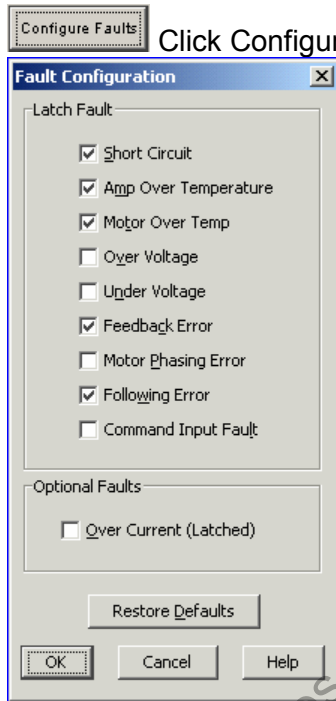 Configure Faults
Click Configur
Fault Configuration
Latch Fault
Short Circuit
Amp Over Temperature
Motor Over Temp
Over Voltage
Under Voltage
Feedback Error
Motor Phasing Error
Following Error
Command Input Fault
Optional Faults
Over Current (Latched)
Restore Defaults
OK
Cancel
Help